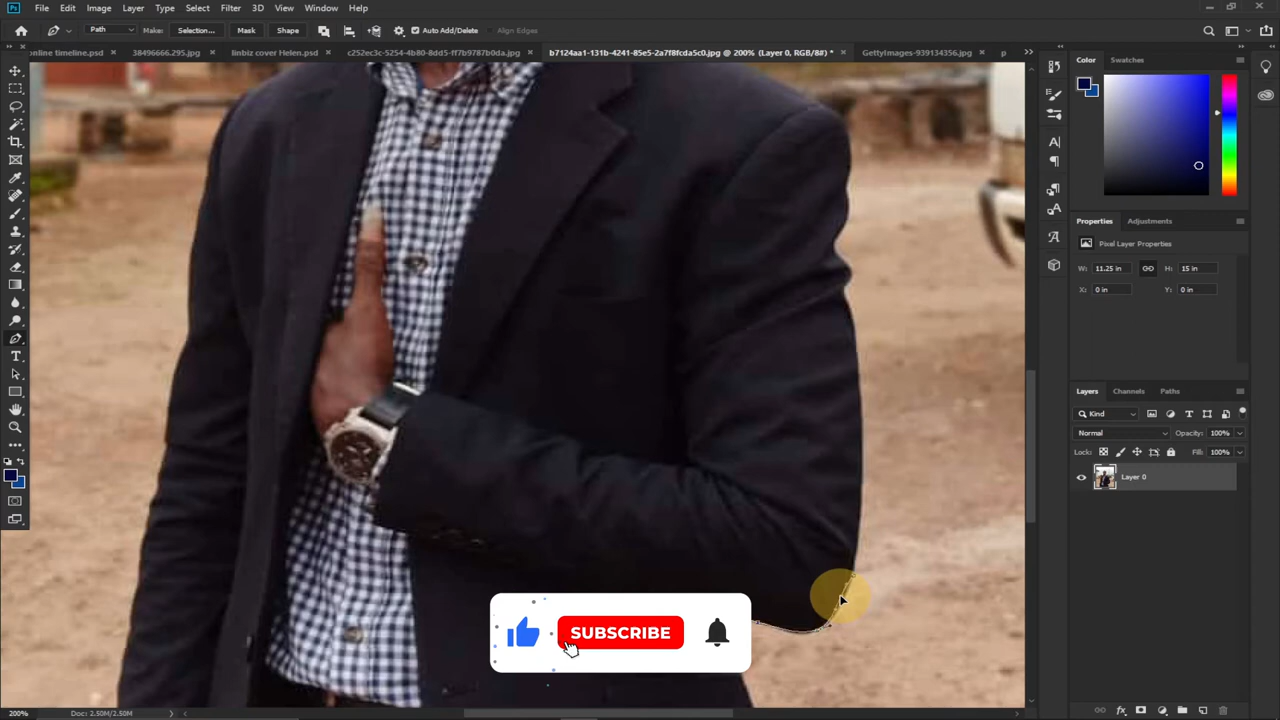 Ps File Edit Image Layer Type Select Filter 3D View Window Help
Path Make: Selection... Mask Shape Auto Add/Delete Align Edges
online timeline.psd × 38496666.295.jpg × linbiz cover Helen.psd × c252ec3c-5254-4b80-8dd5-ff7b9787b0da.jpg × b7124aa1-131b-4241-85e5-2a7f8fcda5c0.jpg @ 200% (Layer 0, RGB/8#) * × GettyImages-939134356.jpg × p
Color Swatches
Properties Adjustments
Pixel Layer Properties
W: 11.25 in H: 15 in
X: 0 in Y: 0 in
Layers Channels Paths
Kind
Normal Opacity: 100%
Lock: Fill: 100%
Layer 0
SUBSCRIBE
200% Doc: 2.50M/2.50M